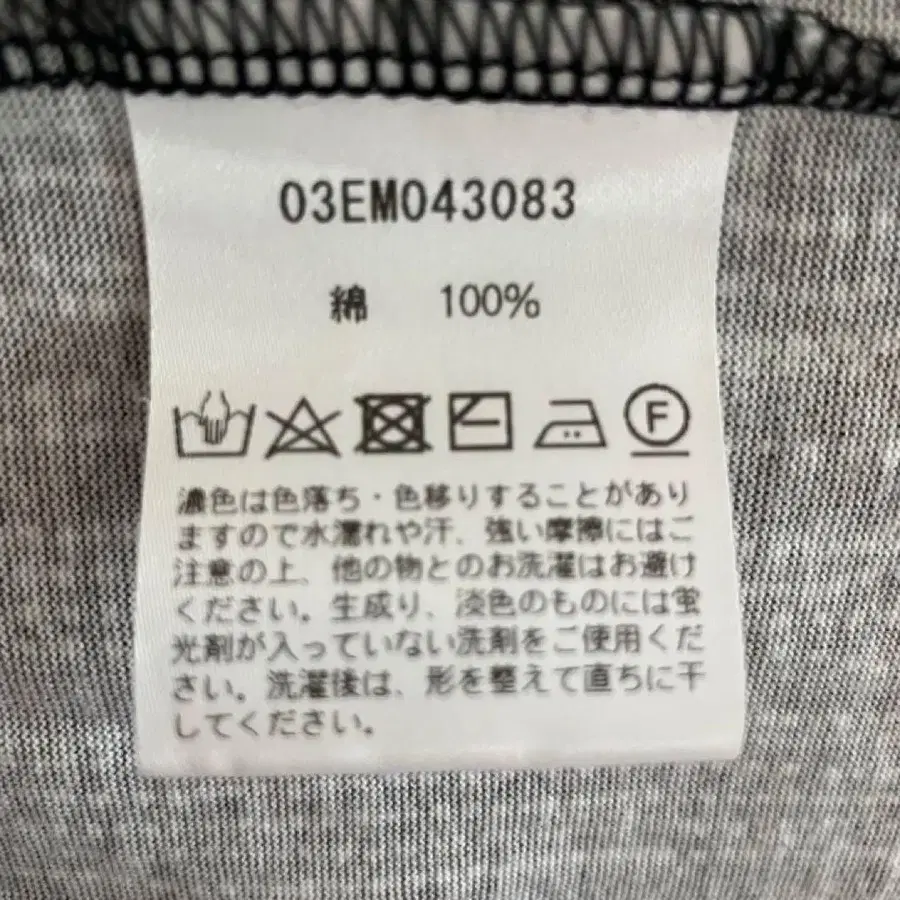 03EM043083
綿 100%
F
濃色は色落ち・色移りすることがあり
ますので水濡れや汗、強い摩擦にはご
注意の上、他の物とのお洗濯はお避け
ください。生成り、淡色のものには蛍
光剤が入っていない洗剤をご使用くだ
さい。洗濯後は、形を整えて直ちに干
してください。